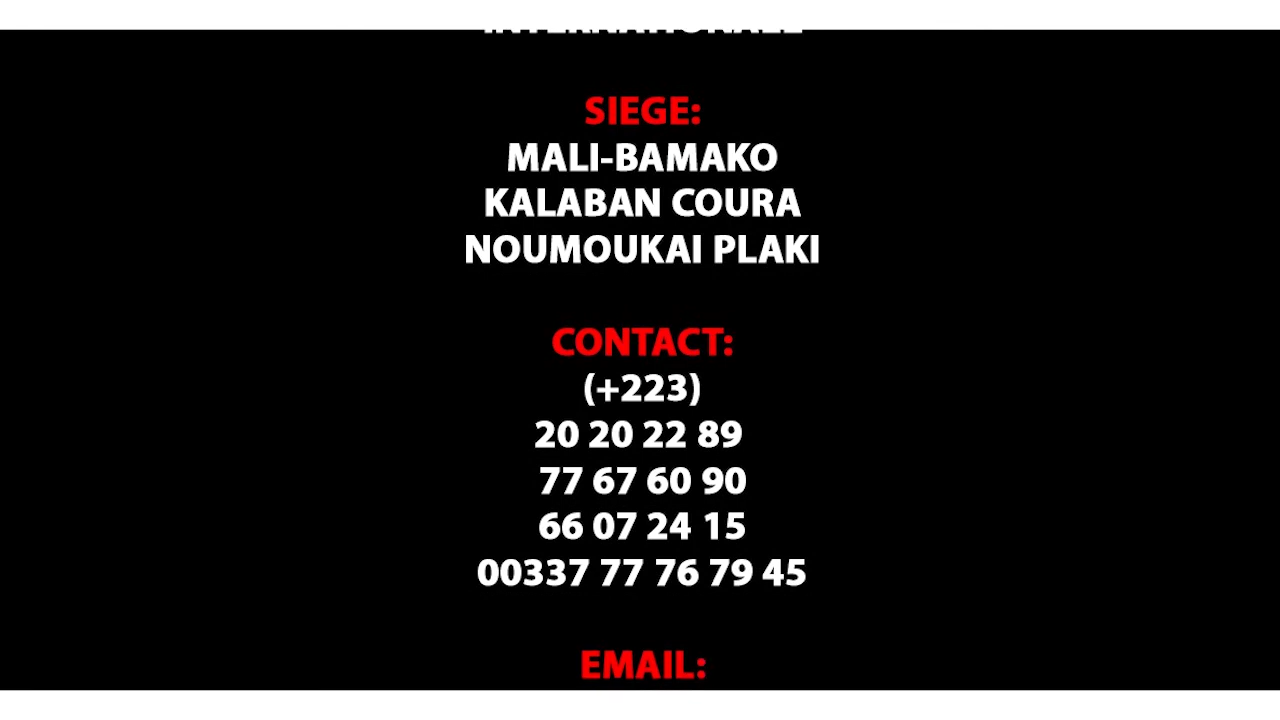 INTERNATIONALE
SIEGE:
MALI-BAMAKO
KALABAN COURA
NOUMOUKAI PLAKI
CONTACT:
(+223)
20 20 22 89
77 67 60 90
66 07 24 15
00337 77 76 79 45
EMAIL: